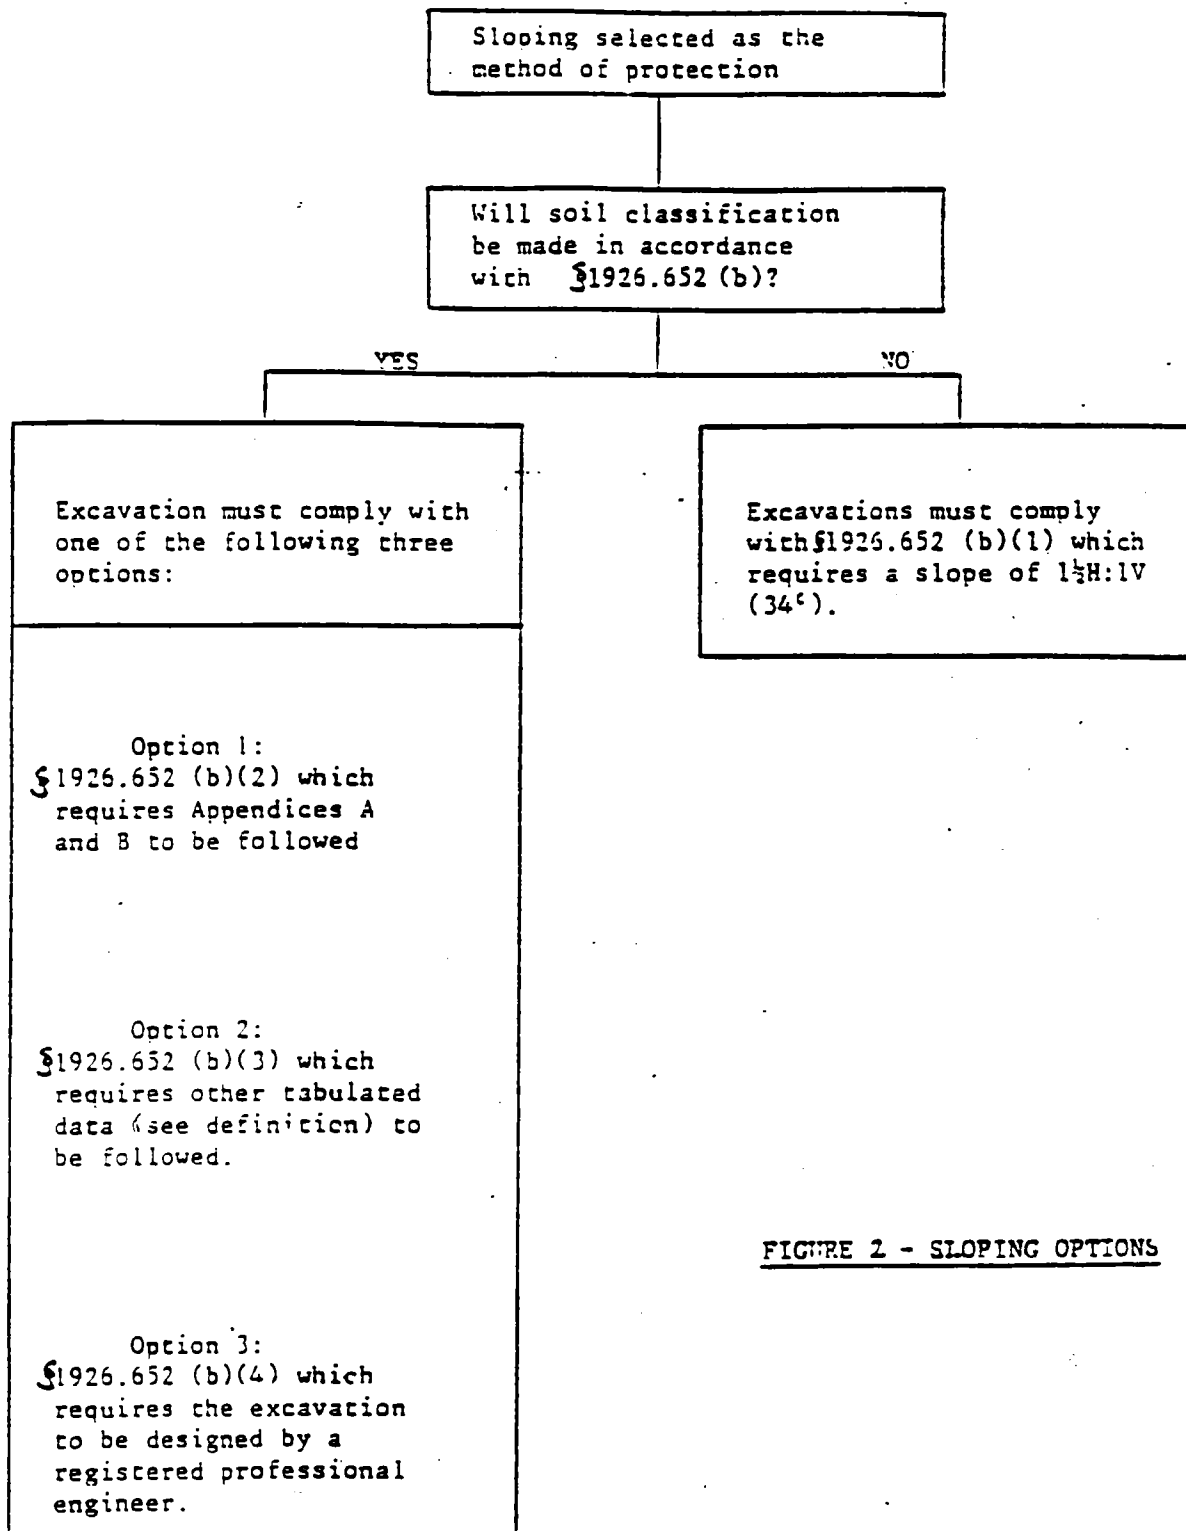 Sloping selected as the
method of protection
Will soil classification
be made in accordance
with §1926.652 (b)?
YES
NO
Excavation must comply with
one of the following three
options:
Excavations must comply
with §1926.652 (b)(1) which
requires a slope of 1½H:1V
(34°).
Option 1:
§1926.652 (b)(2) which
requires Appendices A
and B to be followed
Option 2:
§1926.652 (b)(3) which
requires other tabulated
data (see definition) to
be followed.
FIGURE 2 - SLOPING OPTIONS
Option 3:
§1926.652 (b)(4) which
requires the excavation
to be designed by a
registered professional
engineer.